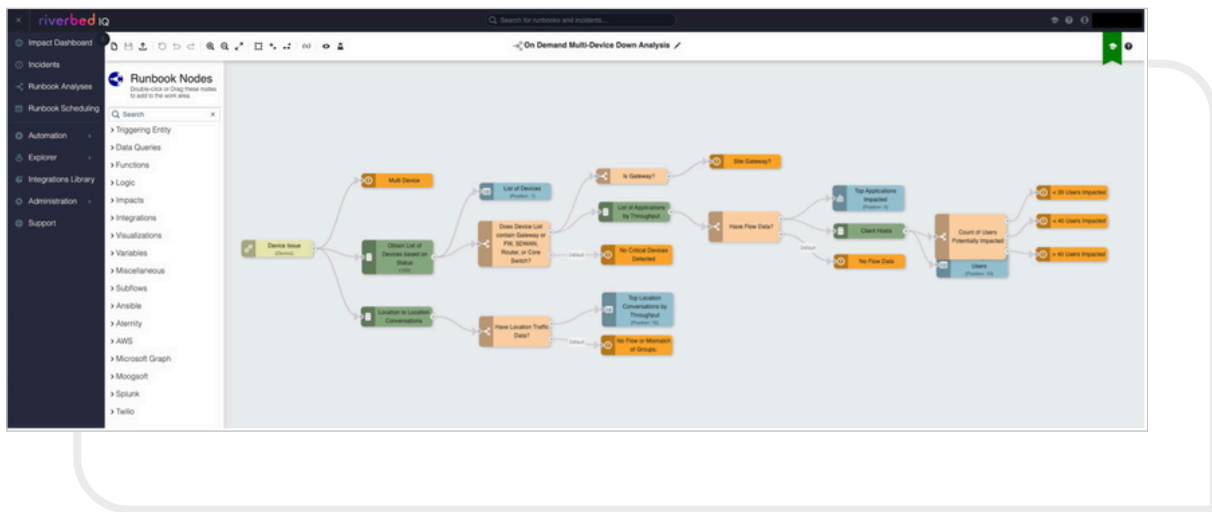 riverbed IQ
Search for runbooks and incidents...
Impact Dashboard
Incidents
Runbook Analyses
Runbook Scheduling
Automation
Explorer
Integrations Library
Administration
Support
On Demand Multi-Device Down Analysis
Runbook Nodes
Double-click or Drag these nodes
to add to the work area.
Search
Triggering Entity
Data Queries
Functions
Logic
Impacts
Integrations
Visualizations
Variables
Miscellaneous
Subflows
Ansible
Aternity
AWS
Microsoft Graph
Moogsoft
Splunk
Twilio
Device Issue
(Device)
Multi Device
Obtain List of
Devices based on
Status
Location to Location
Conversations
List of Devices
(Position: 1)
Does Device List
contain Gateway or
FW, SDWAN,
Router, or Core
Switch?
Default
Have Location Traffic
Data?
Default
Is Gateway?
List of Applications
by Throughput
No Critical Devices
Detected
Top Location
Conversations by
Throughput
No Flow or Mismatch
of Groups.
Site Gateway?
Have Flow Data?
Default
Top Applications
Impacted
Client Hosts
No Flow Data
Count of Users
Potentially Impacted
Users
< 20 Users Impacted
< 40 Users Impacted
> 40 Users Impacted